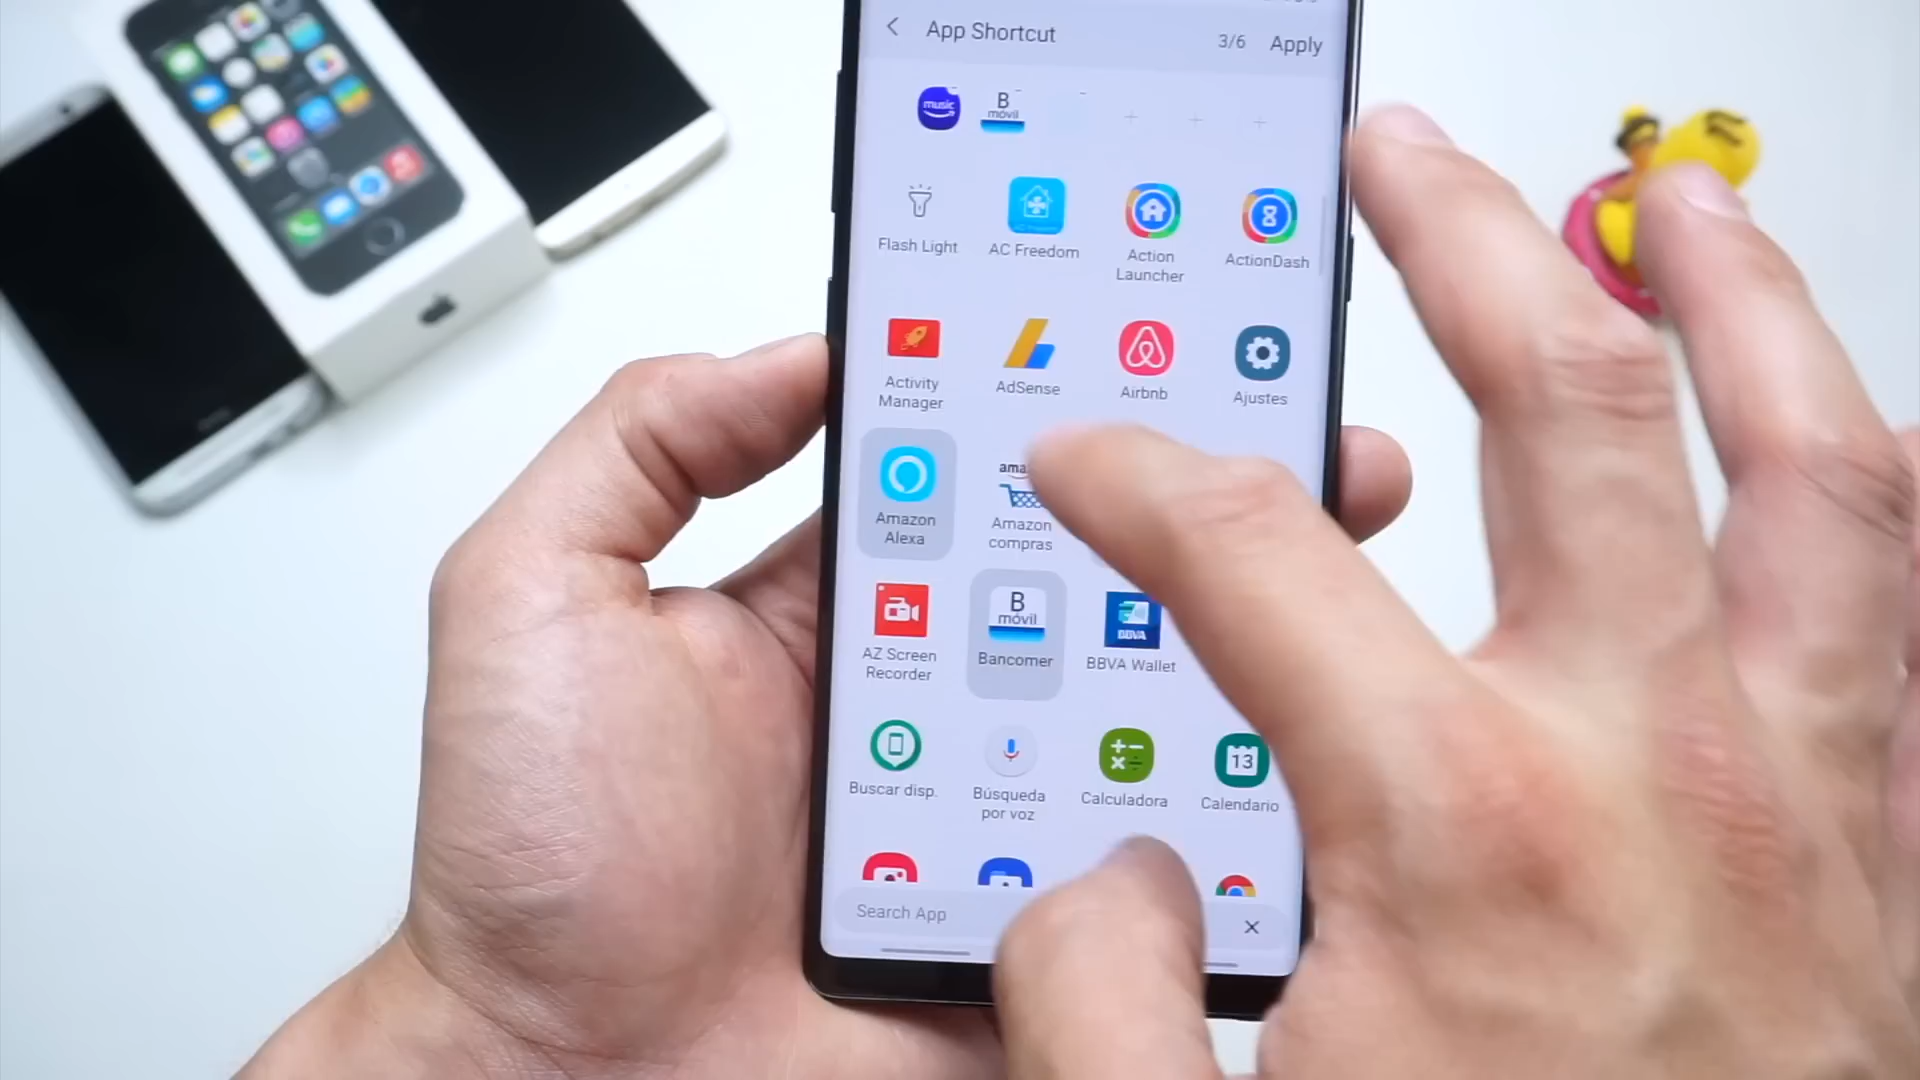 App Shortcut
3/6
Apply
music
B
móvil
Flash Light
AC Freedom
Action
Launcher
ActionDash
8
Activity
Manager
AdSense
Airbnb
Ajustes
Amazon
Alexa
Amazon
compras
AZ Screen
Recorder
B
móvil
Bancomer
BBVA
BBVA Wallet
Buscar disp.
Búsqueda
por voz
Calculadora
13
Calendario
Search App